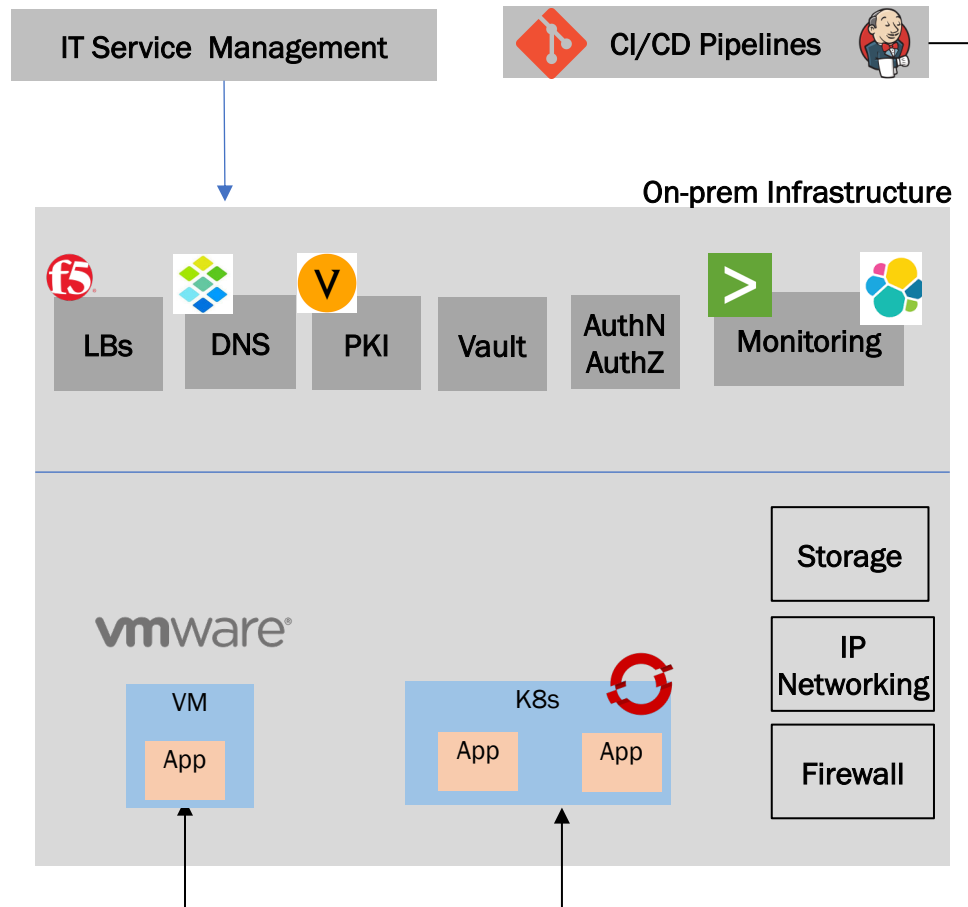 IT Service Management
CI/CD Pipelines
On-prem Infrastructure
f5
LBs
DNS
V
PKI
Vault
AuthN
AuthZ
>
Monitoring
Storage
vmware®
IP
Networking
VM
K8s
App
App
App
Firewall